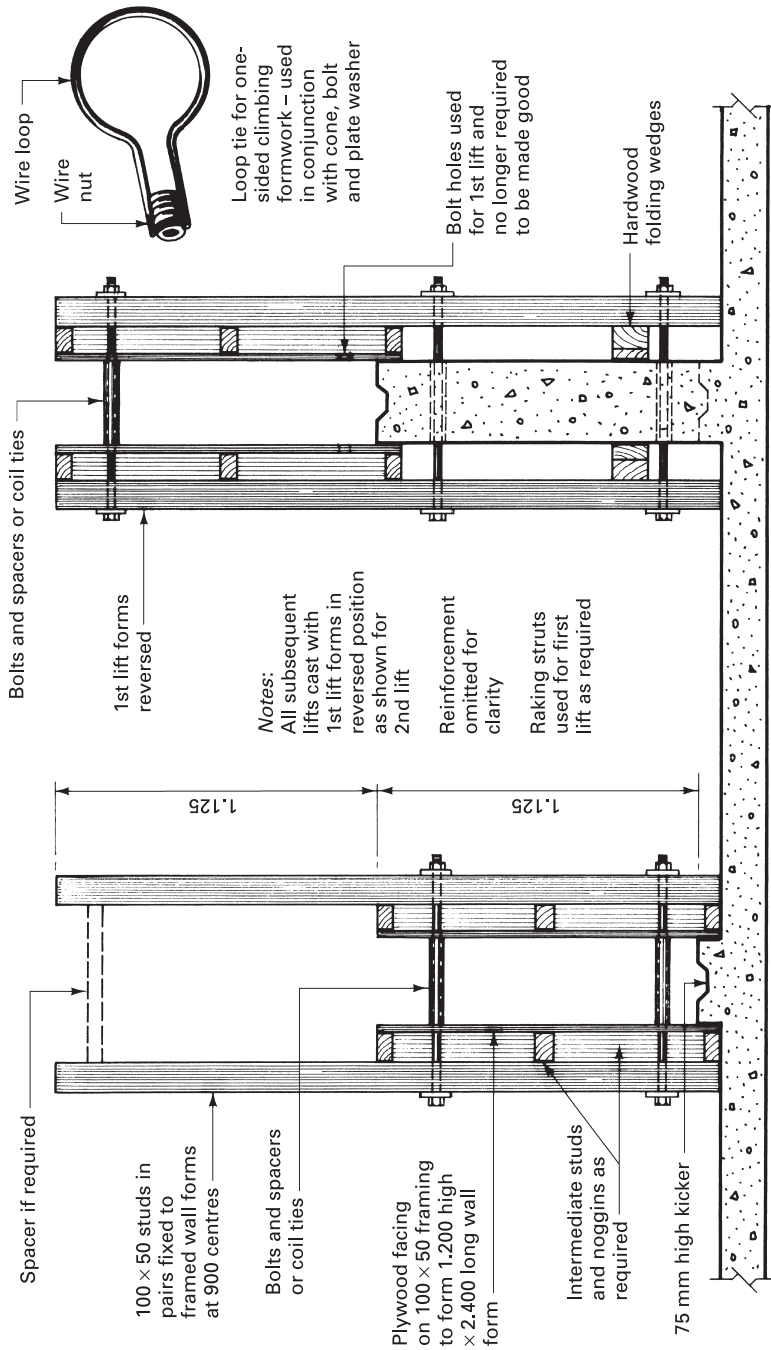 Spacer if required
100 × 50 studs in
pairs fixed to
framed wall forms
at 900 centres
Bolts and spacers
or coil ties
Plywood facing
on 100 × 50 framing
to form 1.200 high
× 2.400 long wall
form
Intermediate studs
and noggins as
required
75 mm high kicker
1.125
1.125
Bolts and spacers or coil ties
1st lift forms
reversed
Notes:
All subsequent
lifts cast with
1st lift forms in
reversed position
as shown for
2nd lift
Reinforcement
omitted for
clarity
Raking struts
used for first
lift as required
Wire loop
Wire
nut
Loop tie for one-
sided climbing
formwork – used
in conjunction
with cone, bolt
and plate washer
Bolt holes used
for 1st lift and
no longer required
to be made good
Hardwood
folding wedges